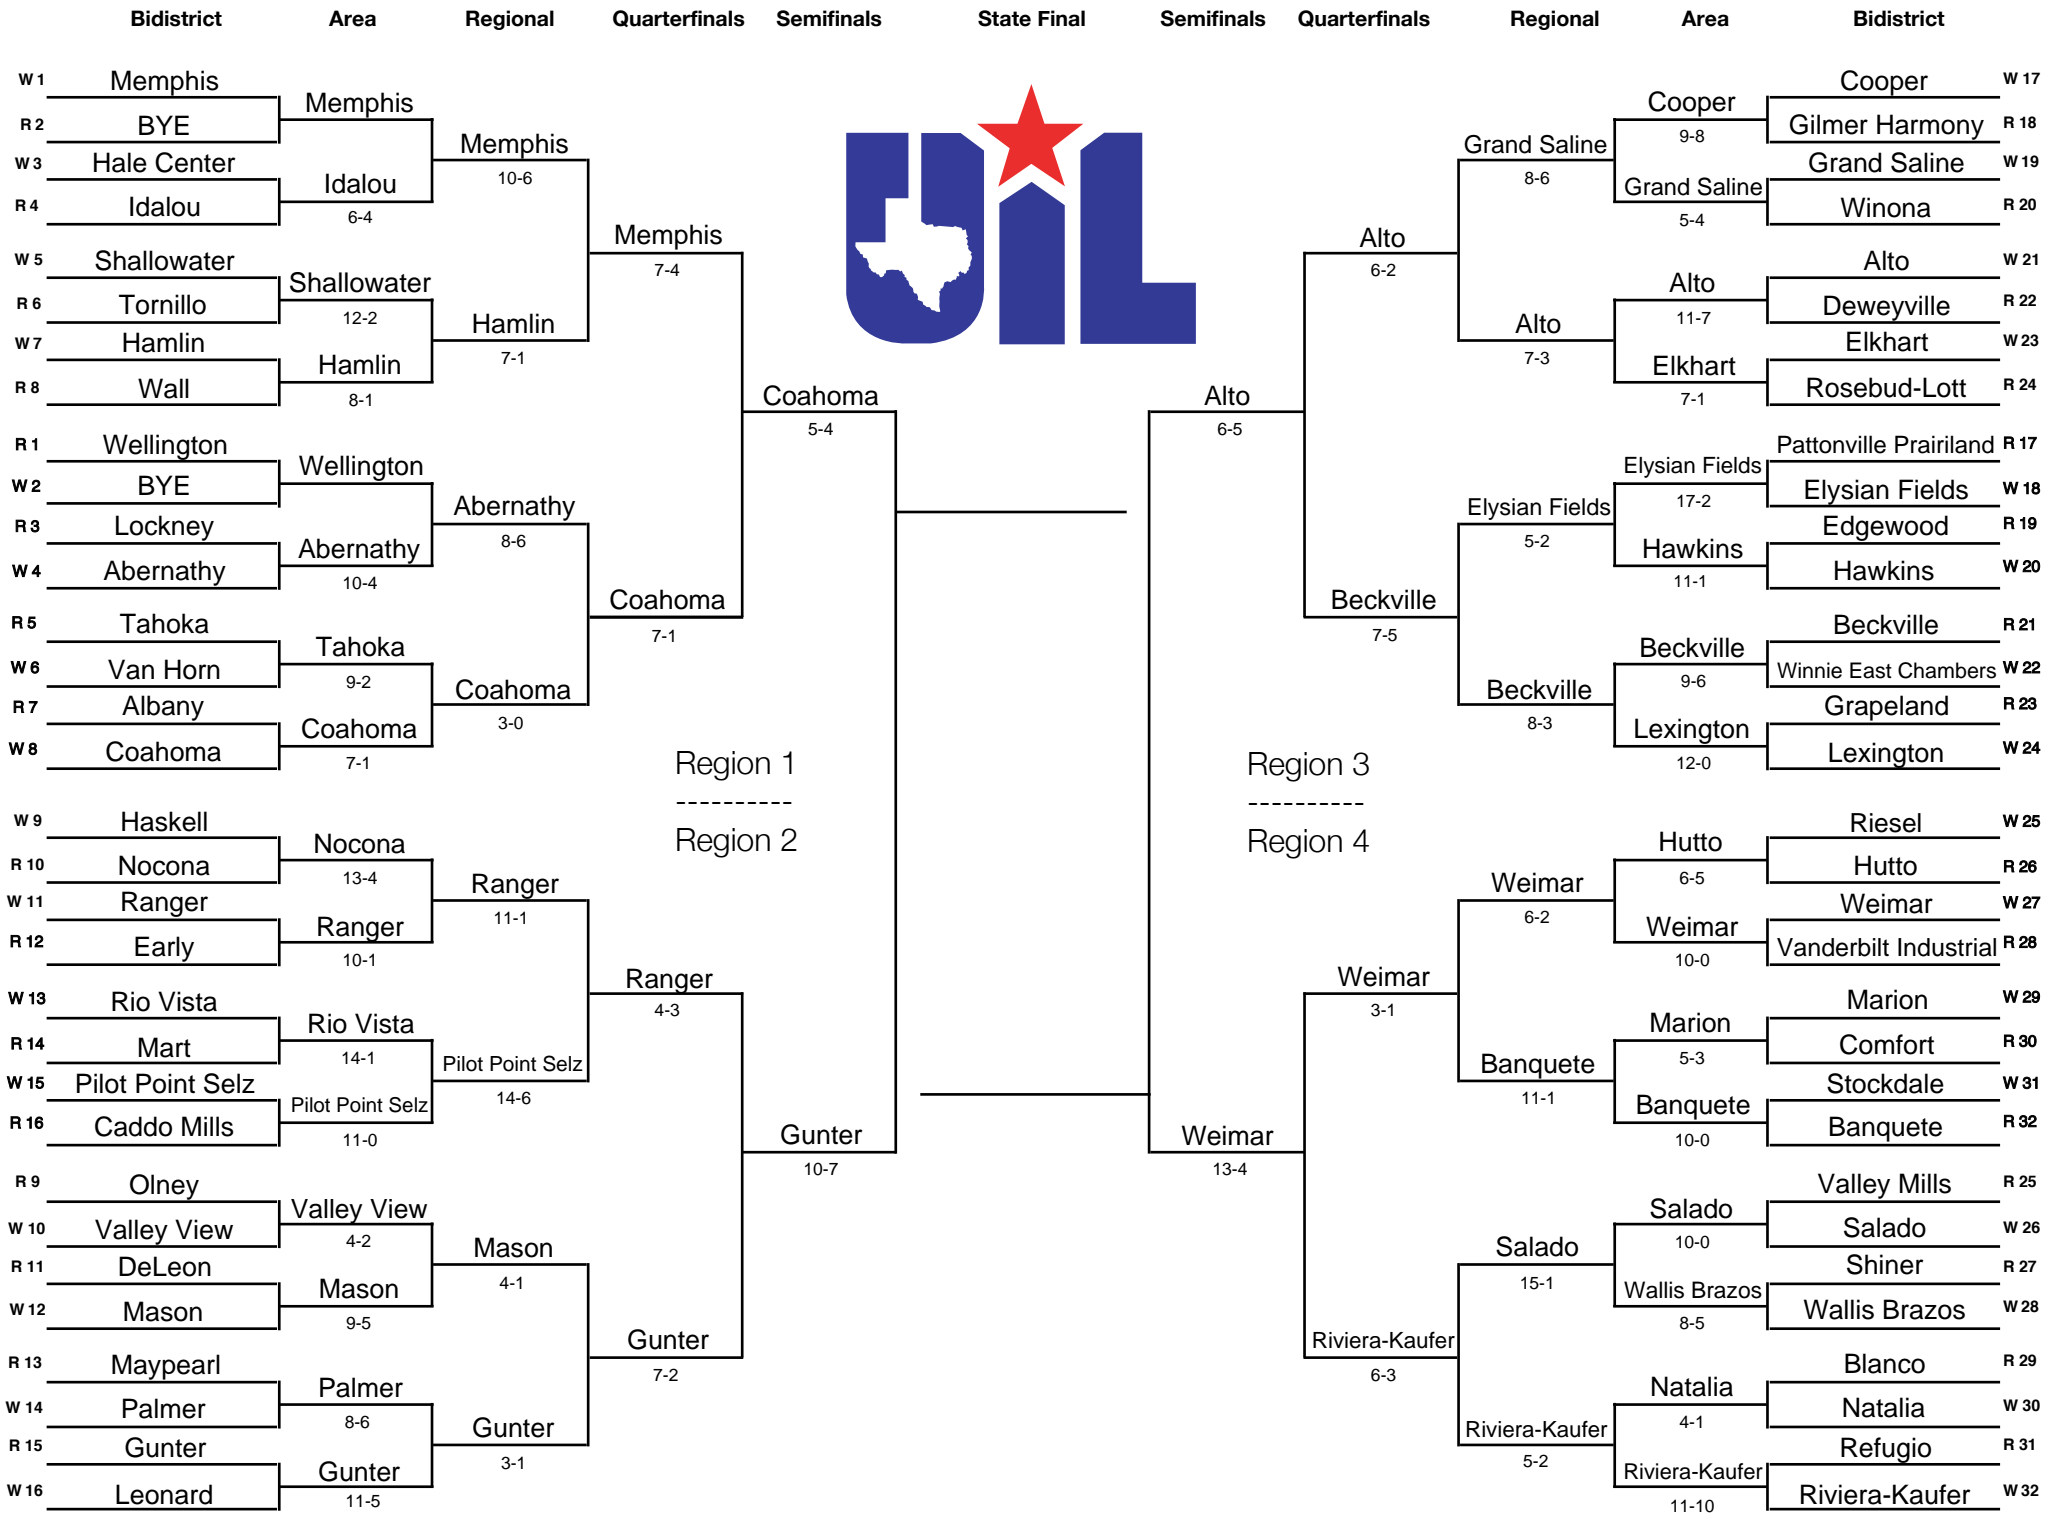 Bidistrict Area Regional Quarterfinals Semifinals State Final Semifinals Quarterfinals Regional Area Bidistrict
W 1 Memphis
R 2 BYE
W 3 Hale Center
R 4 Idalou
W 5 Shallowater
R 6 Tornillo
W 7 Hamlin
R 8 Wall
R 1 Wellington
W 2 BYE
R 3 Lockney
W 4 Abernathy
R 5 Tahoka
W 6 Van Horn
R 7 Albany
W 8 Coahoma
W 9 Haskell
R 10 Nocona
W 11 Ranger
R 12 Early
W 13 Rio Vista
R 14 Mart
W 15 Pilot Point Selz
R 16 Caddo Mills
R 9 Olney
W 10 Valley View
R 11 DeLeon
W 12 Mason
R 13 Maypearl
W 14 Palmer
R 15 Gunter
W 16 Leonard
Memphis
Idalou
6-4
Shallowater
12-2
Hamlin
8-1
Wellington
Abernathy
10-4
Tahoka
9-2
Coahoma
7-1
Nocona
13-4
Ranger
10-1
Rio Vista
14-1
Pilot Point Selz
11-0
Valley View
4-2
Mason
9-5
Palmer
8-6
Gunter
11-5
Memphis
10-6
Hamlin
7-1
Abernathy
8-6
Coahoma
3-0
Ranger
11-1
Pilot Point Selz
14-6
Mason
4-1
Gunter
3-1
Memphis
7-4
Coahoma
7-1
Region 1
----------
Region 2
Ranger
4-3
Gunter
7-2
Coahoma
5-4
Gunter
10-7
UIL
Alto
6-5
Weimar
13-4
Alto
6-2
Beckville
7-5
Region 3
----------
Region 4
Weimar
3-1
Riviera-Kaufer
6-3
Grand Saline
8-6
Alto
7-3
Elysian Fields
5-2
Beckville
8-3
Weimar
6-2
Banquete
11-1
Salado
15-1
Riviera-Kaufer
5-2
Cooper
9-8
Grand Saline
5-4
Alto
11-7
Elkhart
7-1
Elysian Fields
17-2
Hawkins
11-1
Beckville
9-6
Lexington
12-0
Hutto
6-5
Weimar
10-0
Marion
5-3
Banquete
10-0
Salado
10-0
Wallis Brazos
8-5
Natalia
4-1
Riviera-Kaufer
11-10
Cooper W 17
Gilmer Harmony R 18
Grand Saline W 19
Winona R 20
Alto W 21
Deweyville R 22
Elkhart W 23
Rosebud-Lott R 24
Pattonville Prairiland R 17
Elysian Fields W 18
Edgewood R 19
Hawkins W 20
Beckville R 21
Winnie East Chambers W 22
Grapeland R 23
Lexington W 24
Riesel W 25
Hutto R 26
Weimar W 27
Vanderbilt Industrial R 28
Marion W 29
Comfort R 30
Stockdale W 31
Banquete R 32
Valley Mills R 25
Salado W 26
Shiner R 27
Wallis Brazos W 28
Blanco R 29
Natalia W 30
Refugio R 31
Riviera-Kaufer W 32